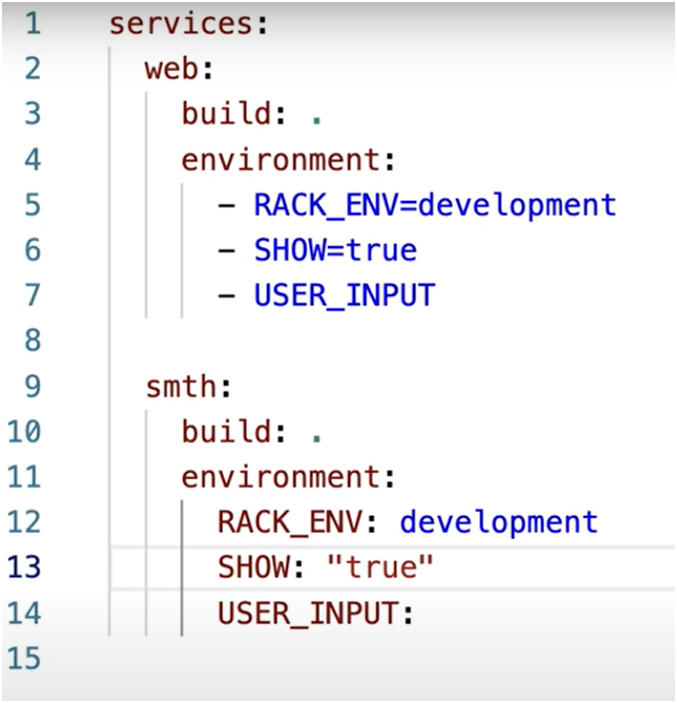 1 services:
2   web:
3     build: .
4     environment:
5       - RACK_ENV=development
6       - SHOW=true
7       - USER_INPUT
8
9   smth:
10     build: .
11     environment:
12       RACK_ENV: development
13       SHOW: "true"
14       USER_INPUT:
15